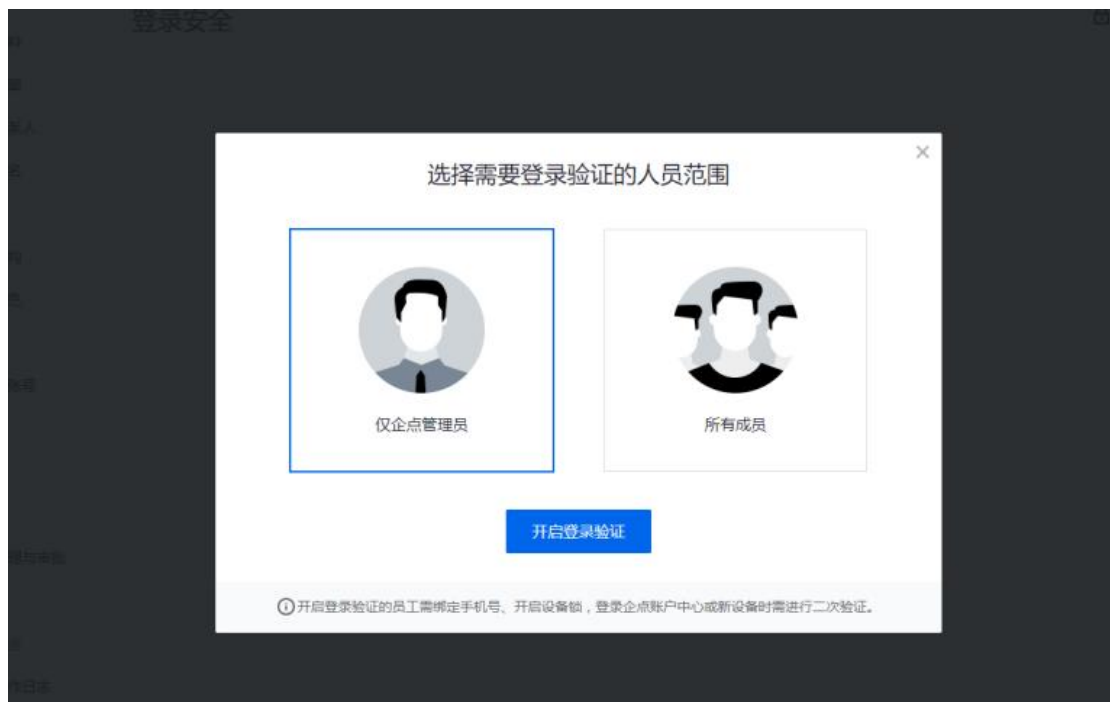 登录安全
选择需要登录验证的人员范围
仅企点管理员
所有成员
开启登录验证
开启登录验证的员工需绑定手机号、开启设备锁，登录企点账户中心或新设备时需进行二次验证。